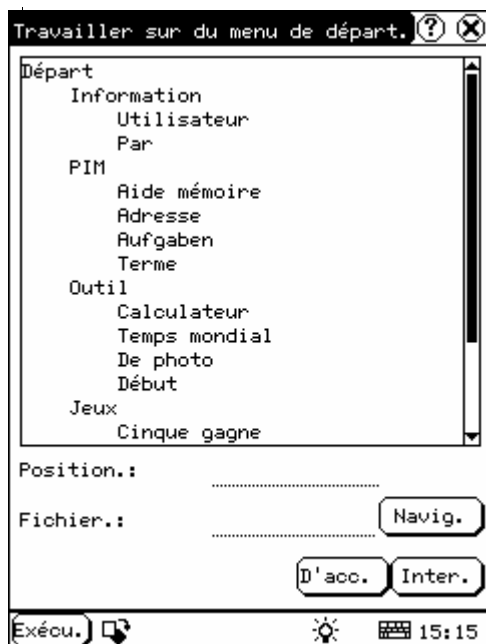 Travailler sur du menu de départ. ?
Départ
Information
Utilisateur
Par
PIM
Aide mémoire
Adresse
Aufgaben
Terme
Outil
Calculateur
Temps mondial
De photo
Début
Jeux
Cinque gagne
Position.:
Fichier.: Navig.
D'acc. Inter.
Exécu. 15:15